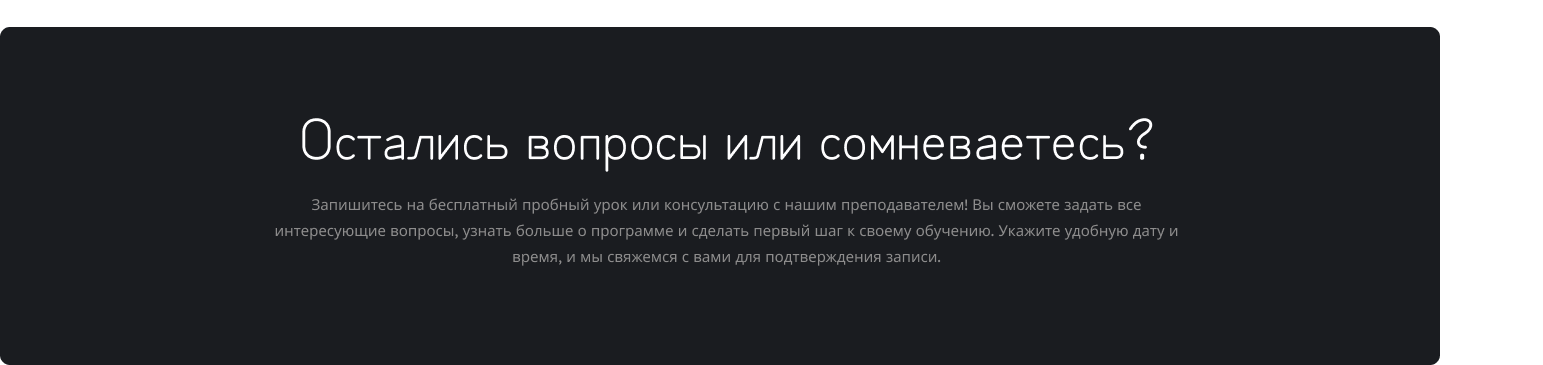 Остались вопросы или сомневаетесь?
Запишитесь на бесплатный пробный урок или консультацию с нашим преподавателем! Вы сможете задать все
интересующие вопросы, узнать больше о программе и сделать первый шаг к своему обучению. Укажите удобную дату и
время, и мы свяжемся с вами для подтверждения записи.